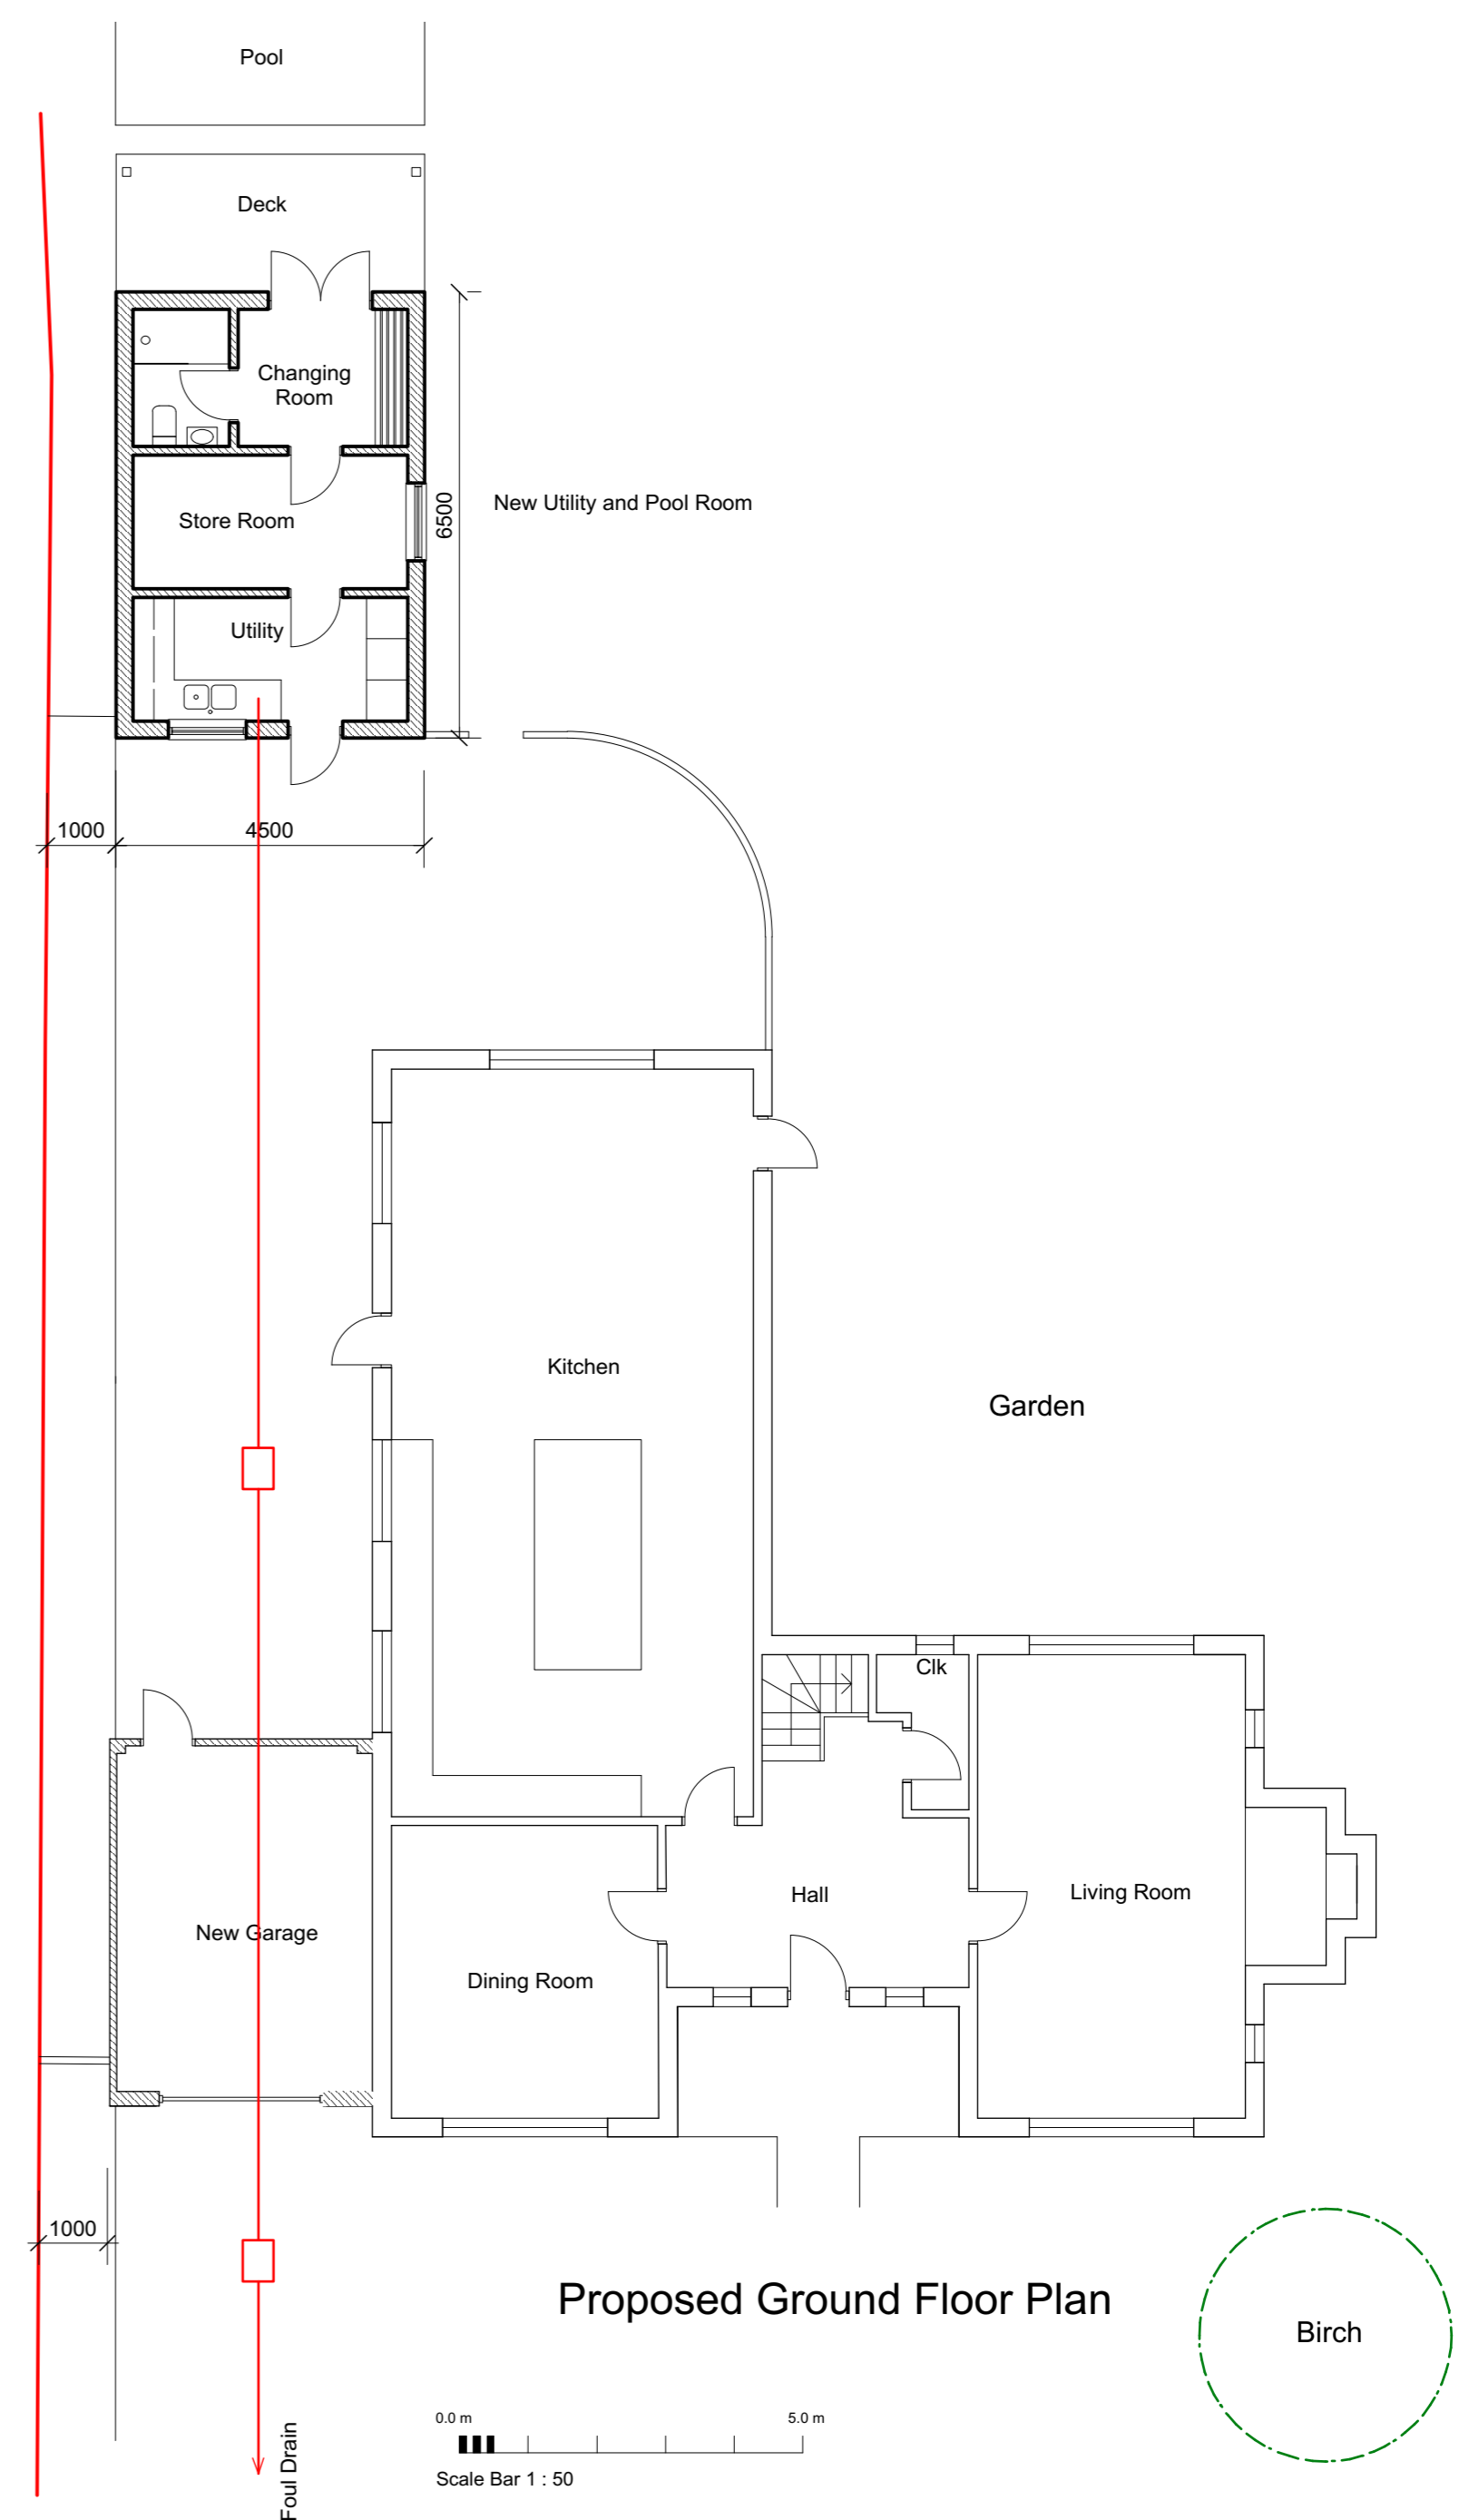 Pool
Deck
Changing
Room
New Utility and Pool Room
6500
Store Room
Utility
1000
4500
Kitchen
Garden
Clk
Living Room
Hall
New Garage
Dining Room
1000
Proposed Ground Floor Plan
Birch
0.0 m
5.0 m
Scale Bar 1 : 50
Foul Drain